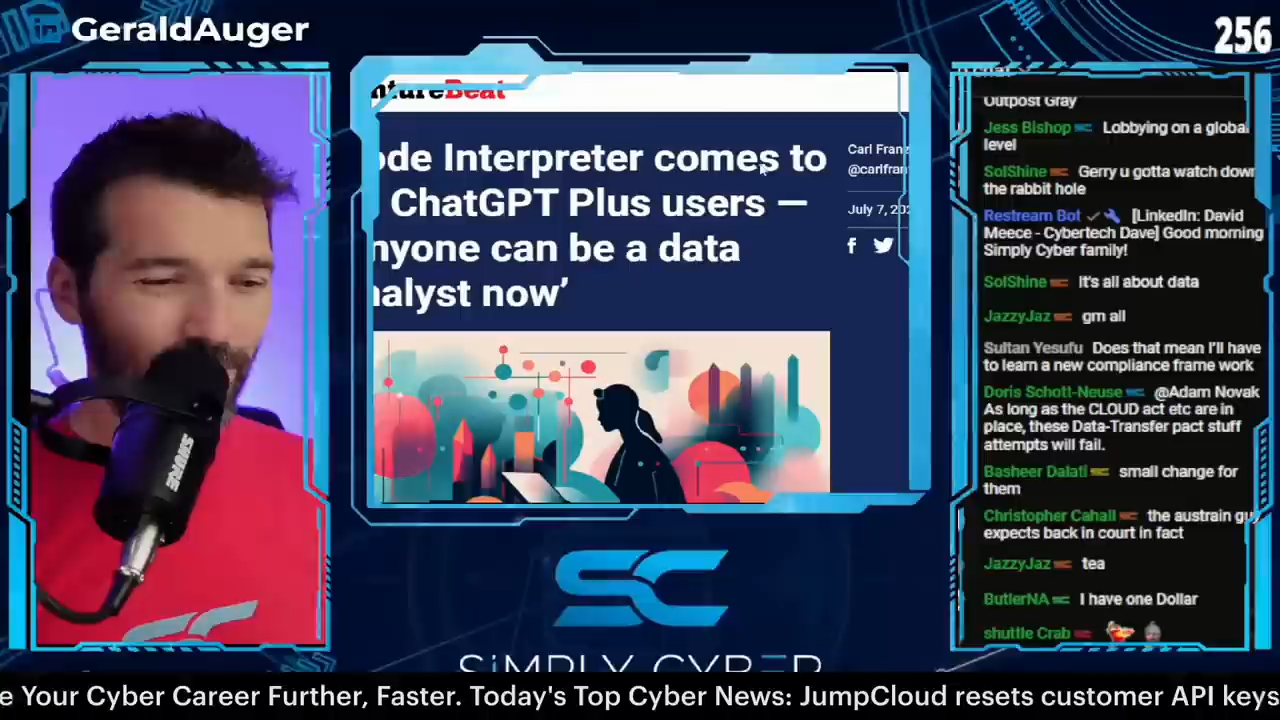 GeraldAuger
256
ntureBeat
ode Interpreter comes to
ChatGPT Plus users —
nyone can be a data
nalyst now’
Carl Fran
@carlfran
July 7, 20
Outpost Gray
Jess Bishop Lobbying on a global
level
SolShine Gerry u gotta watch down
the rabbit hole
Restream Bot [LinkedIn: David
Meece - Cybertech Dave] Good morning
Simply Cyber family!
SolShine It's all about data
JazzyJaz gm all
Sultan Yesufu Does that mean I'll have
to learn a new compliance frame work
Doris Schott-Neuse @Adam Novak
As long as the CLOUD act etc are in
place, these Data-Transfer pact stuff
attempts will fail.
Basheer Dalati small change for
them
Christopher Cahall the austrain guy
expects back in court in fact
JazzyJaz tea
ButlerNA I have one Dollar
shuttle Crab
SHURE
SC
SIMPLY CYBER
e Your Cyber Career Further, Faster. Today's Top Cyber News: JumpCloud resets customer API keys